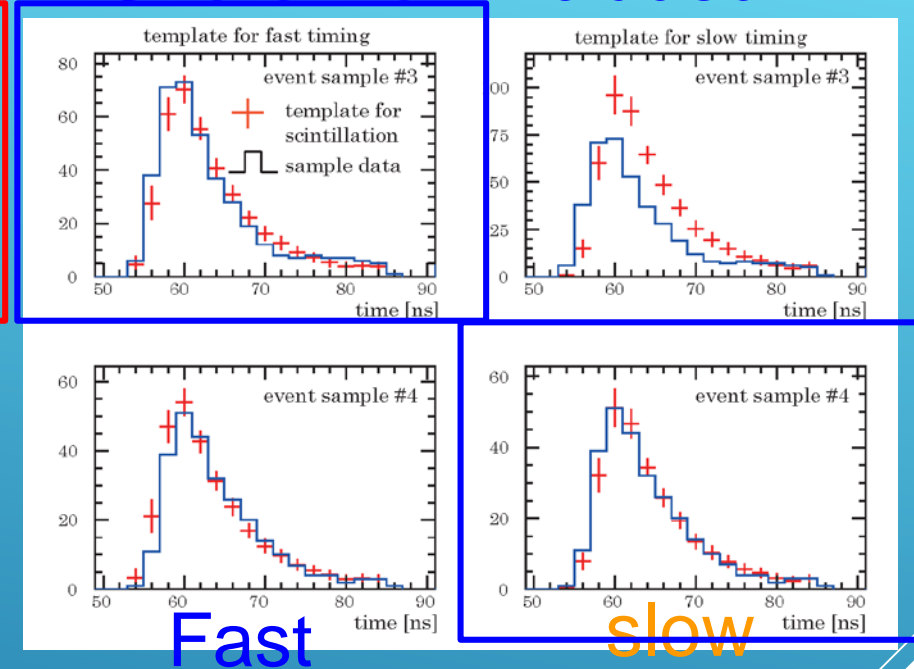 template for fast timing
80
60
40
20
0
event sample #3
template for
scintillation
sample data
50 60 70 80 90
time [ns]
template for slow timing
00
75
50
25
0
event sample #3
50 60 70 80 90
time [ns]
60
40
20
0
event sample #4
50 60 70 80 90
time [ns]
60
40
20
0
event sample #4
50 60 70 80 90
time [ns]
Fast
slow